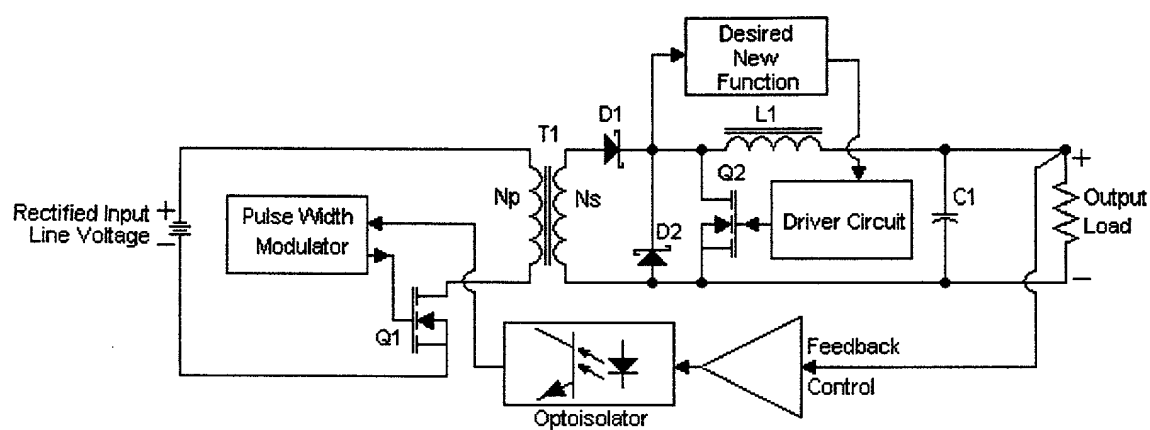 Desired
New
Function
D1
L1
T1
Q2
+
Np
Ns
C1
Rectified Input +
Line Voltage −
Pulse Width
Modulator
Driver Circuit
Output
Load
D2
−
Q1
Feedback
Control
Optoisolator